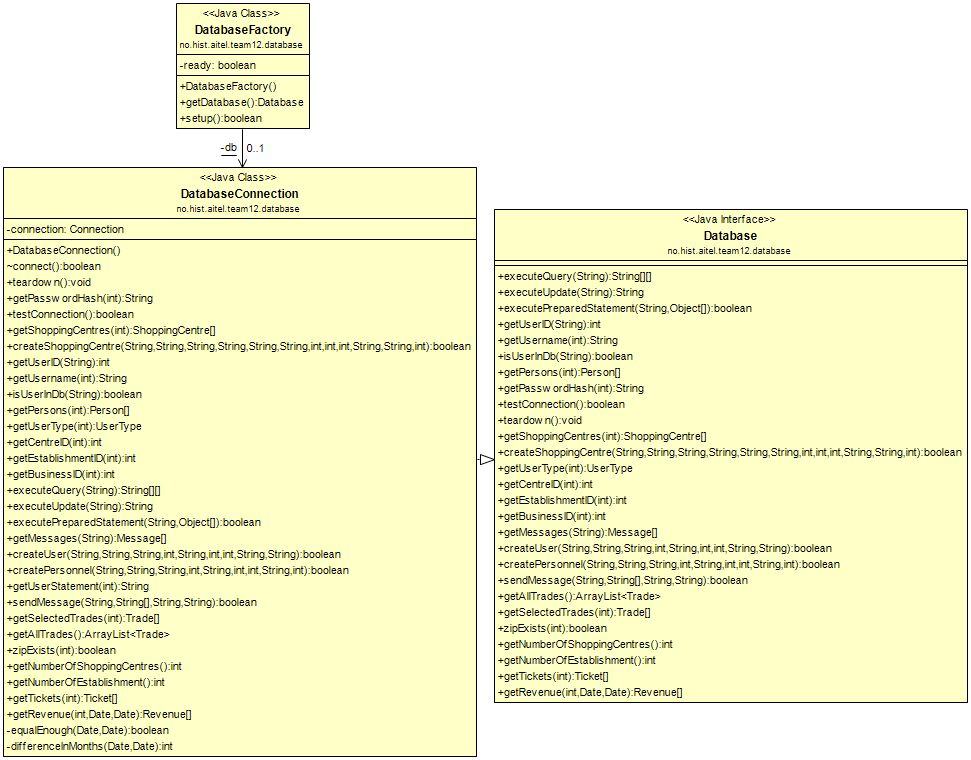 <<Java Class>>
DatabaseFactory
no.hist.aitel.team12.database
-ready: boolean
+DatabaseFactory()
+getDatabase():Database
+setup():boolean
-db 0..1
<<Java Class>>
DatabaseConnection
no.hist.aitel.team12.database
-connection: Connection
+DatabaseConnection()
~connect():boolean
+teardown():void
+getPasswordHash(int):String
+testConnection():boolean
+getShoppingCentres(int):ShoppingCentre[]
+createShoppingCentre(String,String,String,String,String,String,int,int,int,String,String,int):boolean
+getUserID(String):int
+getUsername(int):String
+isUserInDb(String):boolean
+getPersons(int):Person[]
+getUserType(int):UserType
+getCentreID(int):int
+getEstablishmentID(int):int
+getBusinessID(int):int
+executeQuery(String):String[][]
+executeUpdate(String):String
+executePreparedStatement(String,Object[]):boolean
+getMessages(String):Message[]
+createUser(String,String,String,int,String,int,int,String,String):boolean
+createPersonnel(String,String,String,int,String,int,int,String,int):boolean
+getUserStatement(int):String
+sendMessage(String,String[],String,String):boolean
+getSelectedTrades(int):Trade[]
+getAllTrades():ArrayList<Trade>
+zipExists(int):boolean
+getNumberOfShoppingCentres():int
+getNumberOfEstablishment():int
+getTickets(int):Ticket[]
+getRevenue(int,Date,Date):Revenue[]
-equalEnough(Date,Date):boolean
-differenceInMonths(Date,Date):int
<<Java Interface>>
Database
no.hist.aitel.team12.database
+executeQuery(String):String[][]
+executeUpdate(String):String
+executePreparedStatement(String,Object[]):boolean
+getUserID(String):int
+getUsername(int):String
+isUserInDb(String):boolean
+getPersons(int):Person[]
+getPasswordHash(int):String
+testConnection():boolean
+teardown():void
+getShoppingCentres(int):ShoppingCentre[]
+createShoppingCentre(String,String,String,String,String,String,int,int,int,String,String,int):boolean
+getUserType(int):UserType
+getCentreID(int):int
+getEstablishmentID(int):int
+getBusinessID(int):int
+getMessages(String):Message[]
+createUser(String,String,String,int,String,int,int,String,String):boolean
+createPersonnel(String,String,String,int,String,int,int,String,int):boolean
+sendMessage(String,String[],String,String):boolean
+getAllTrades():ArrayList<Trade>
+getSelectedTrades(int):Trade[]
+zipExists(int):boolean
+getNumberOfShoppingCentres():int
+getNumberOfEstablishment():int
+getTickets(int):Ticket[]
+getRevenue(int,Date,Date):Revenue[]